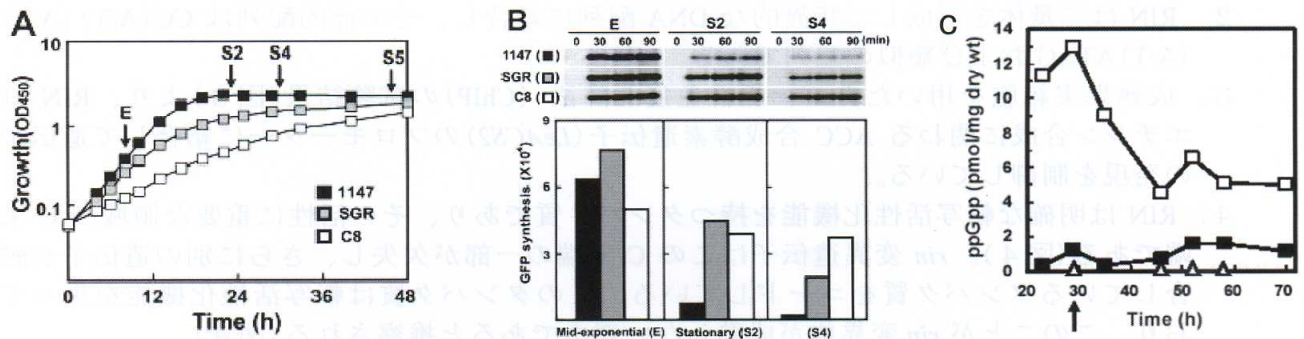 A
B
C
S2 S4 S5
E
10
1
0.1
Growth(OD450)
1147
SGR
C8
0 12 24 36 48
Time (h)
E S2 S4
0 30 60 90 0 30 60 90 0 30 60 90 (min)
1147 (■)
SGR (■)
C8 (□)
9
6
3
0
GFP synthesis. (X10⁴)
Mid-exponential (E) Stationary (S2) (S4)
14
12
10
8
6
4
2
0
ppGpp (pmol/mg dry wt)
20 30 40 50 60 70
Time (h)